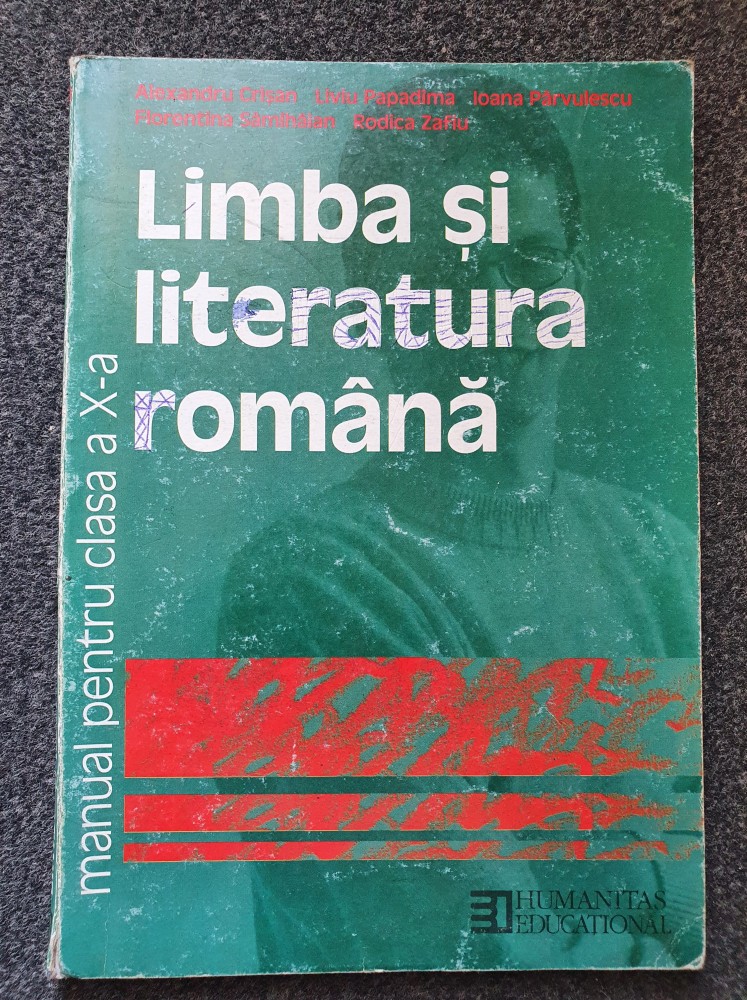 Alexandru Crișan Liviu Papadima Ioana Pârvulescu
Florentina Sâmihăian Rodica Zafiu
Limba și
literatura
română
manual pentru clasa a X-a
HUMANITAS
EDUCAȚIONAL